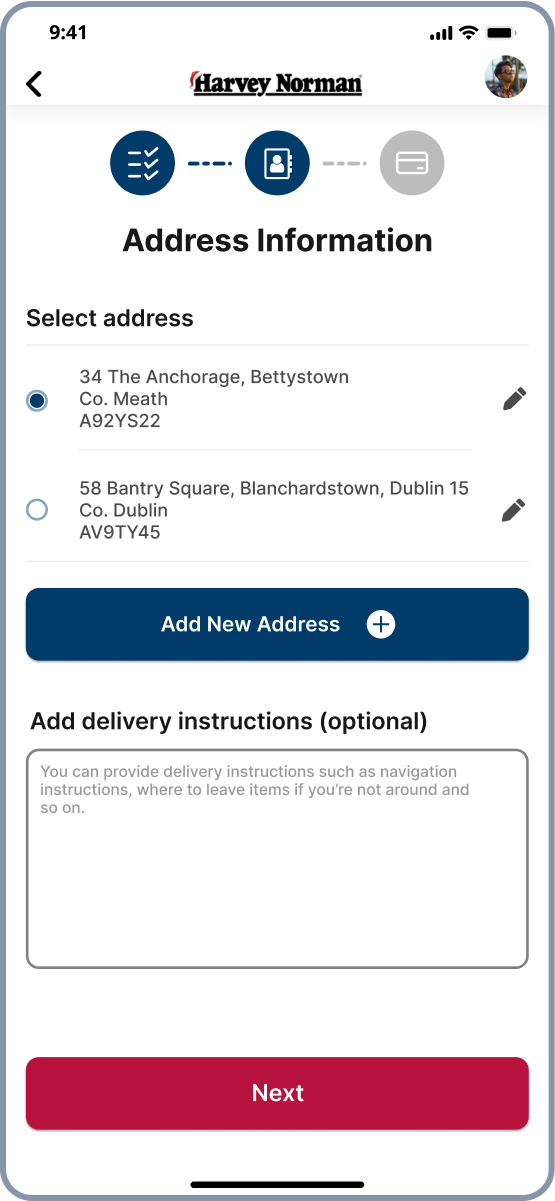 9:41
Harvey Norman
Address Information
Select address
34 The Anchorage, Bettystown
Co. Meath
A92YS22
58 Bantry Square, Blanchardstown, Dublin 15
Co. Dublin
AV9TY45
Add New Address
Add delivery instructions (optional)
You can provide delivery instructions such as navigation
instructions, where to leave items if you’re not around and
so on.
Next